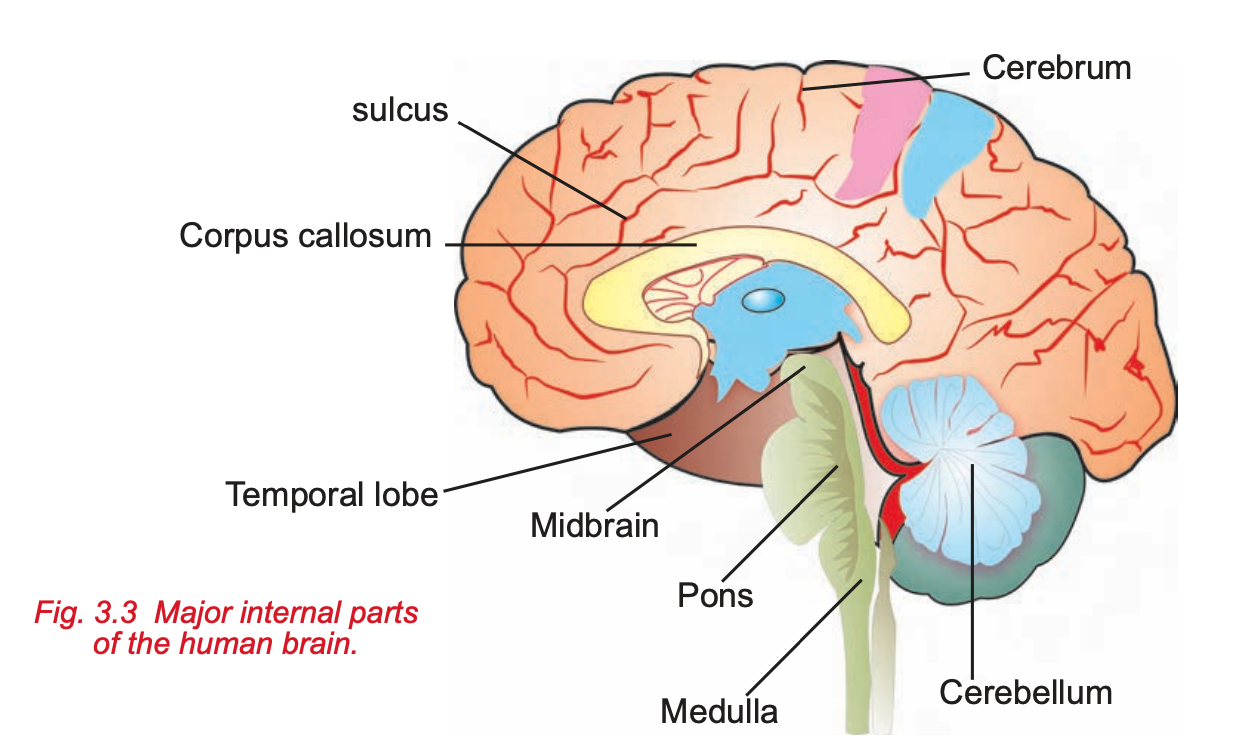 Cerebrum
sulcus
Corpus callosum
Temporal lobe
Midbrain
Pons
Fig. 3.3 Major internal parts
of the human brain.
Medulla
Cerebellum